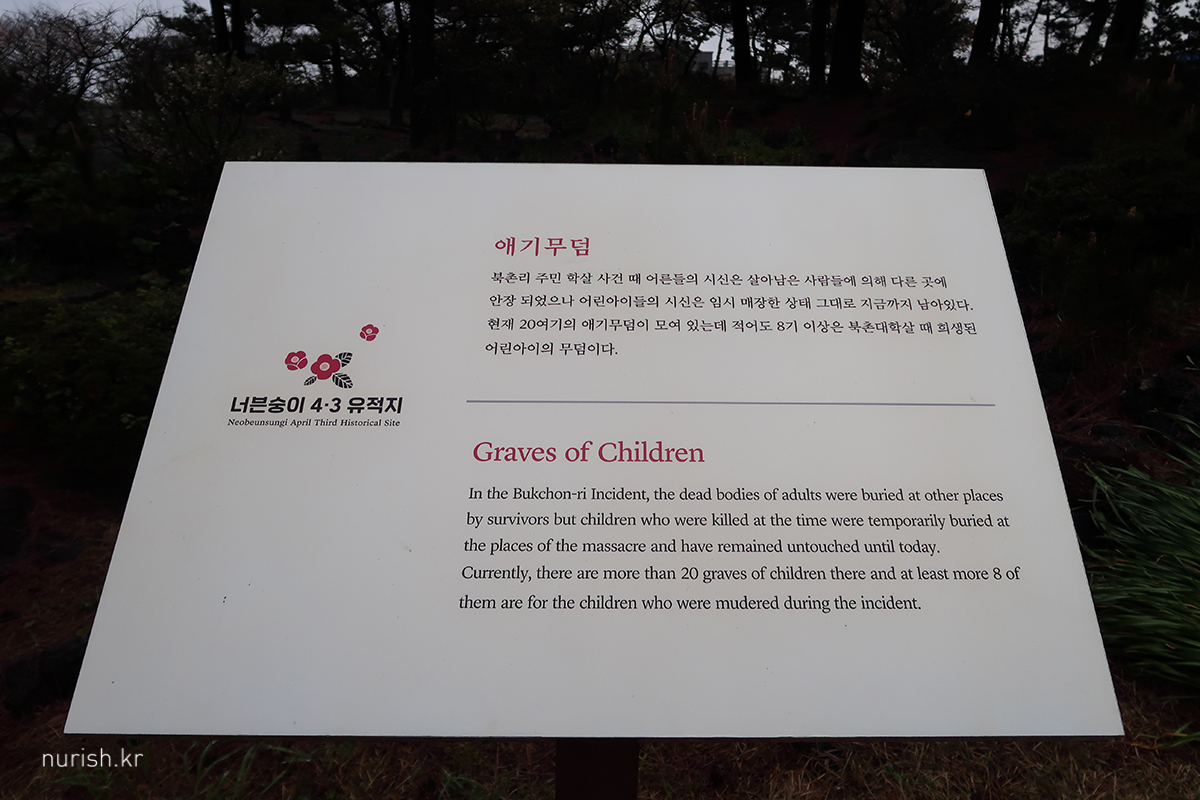 애기무덤
북촌리 주민 학살 사건 때 어른들의 시신은 살아남은 사람들에 의해 다른 곳에
안장 되었으나 어린아이들의 시신은 임시 매장한 상태 그대로 지금까지 남아있다.
현재 20여기의 애기무덤이 모여 있는데 적어도 8기 이상은 북촌대학살 때 희생된
어린아이의 무덤이다.
너븐숭이 4·3 유적지
Neobeunsungi April Third Historical Site
Graves of Children
In the Bukchon-ri Incident, the dead bodies of adults were buried at other places
by survivors but children who were killed at the time were temporarily buried at
the places of the massacre and have remained untouched until today.
Currently, there are more than 20 graves of children there and at least more 8 of
them are for the children who were mudered during the incident.
nurish.kr